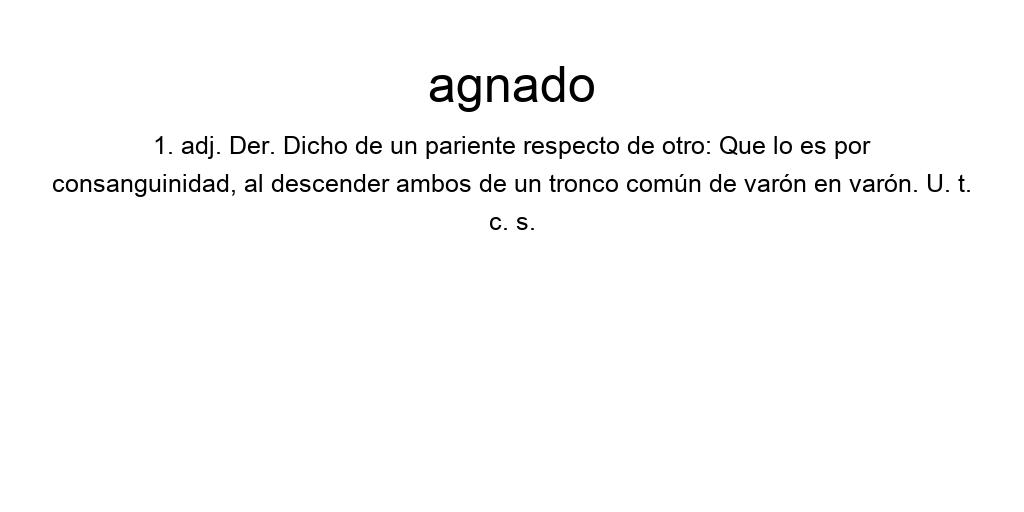 agnado
1. adj. Der. Dicho de un pariente respecto de otro: Que lo es por
consanguinidad, al descender ambos de un tronco común de varón en varón. U. t.
c. s.